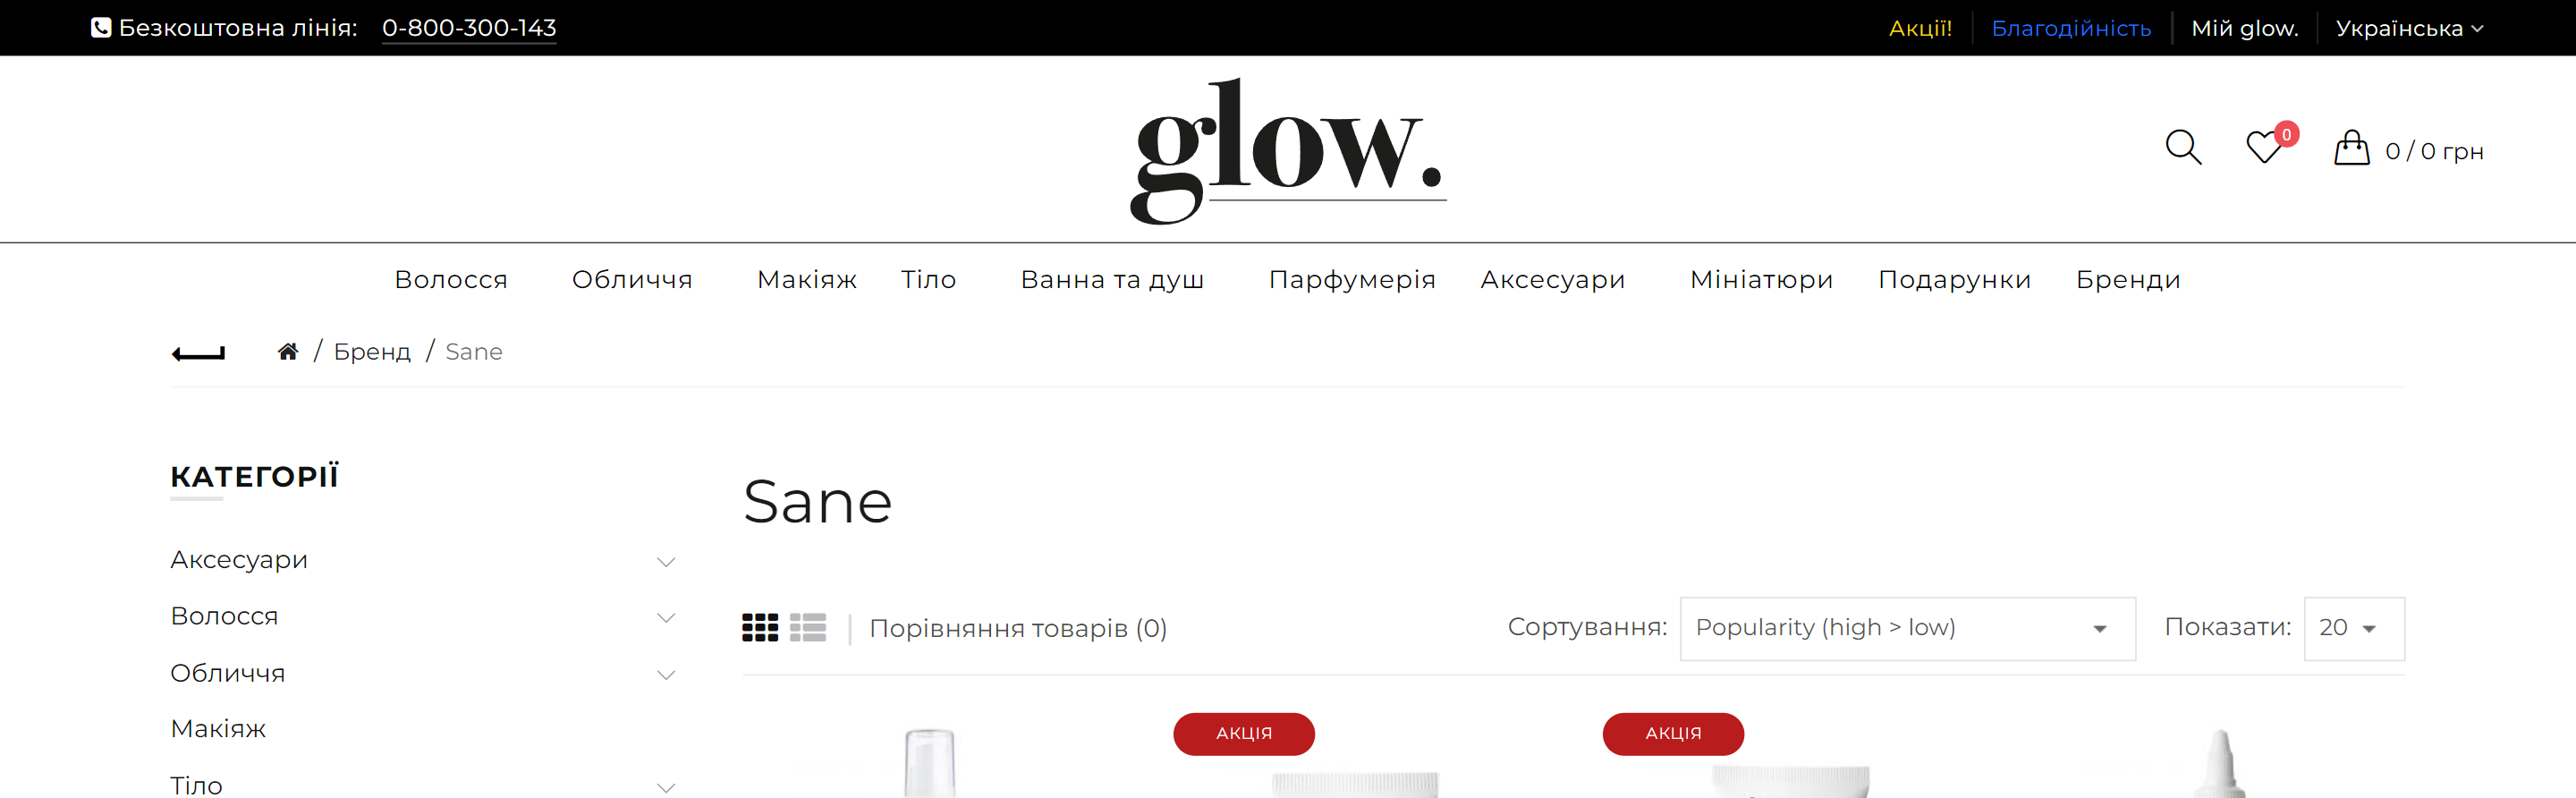 Безкоштовна лінія: 0-800-300-143
Акції! Благодійність Мій glow. Українська
glow.
0
0 / 0 грн
Волосся Обличчя Макіяж Тіло Ванна та душ Парфумерія Аксесуари Мініатюри Подарунки Бренди
/ Бренд / Sane
КАТЕГОРІЇ
Аксесуари
Волосся
Обличчя
Макіяж
Тіло
Sane
Порівняння товарів (0)
Сортування: Popularity (high > low) Показати: 20
АКЦІЯ
АКЦІЯ